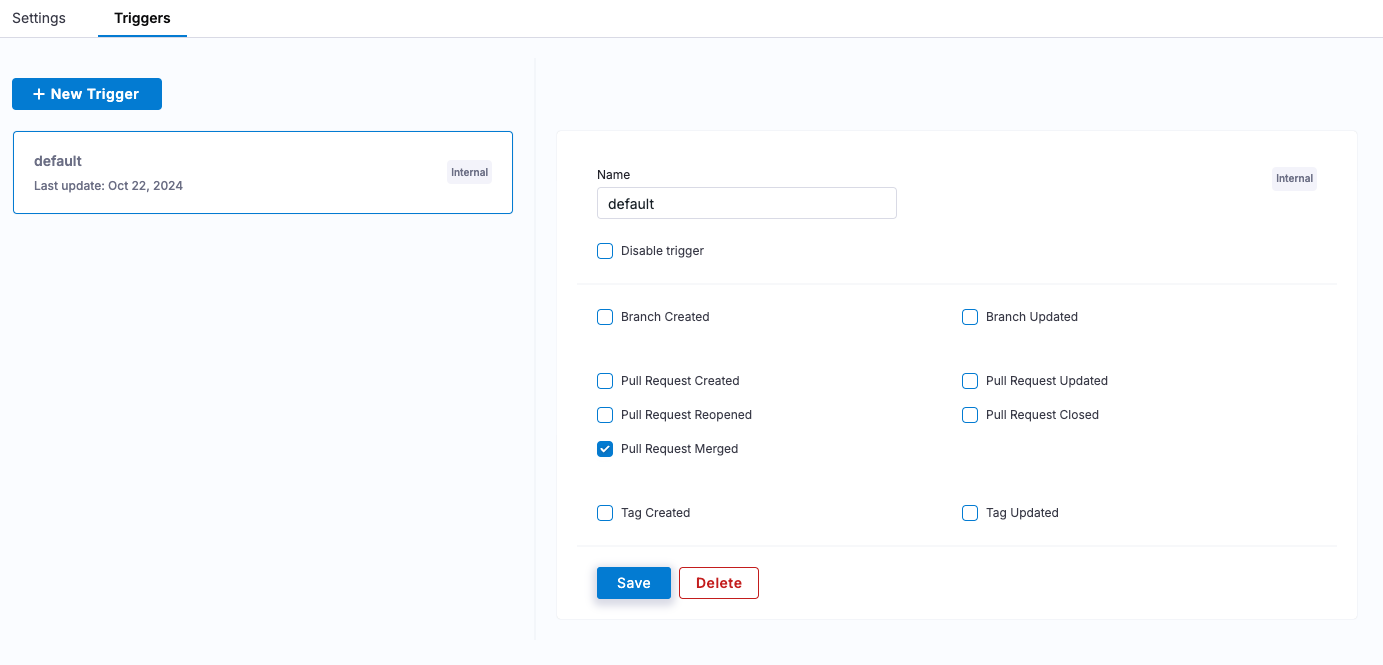 Settings Triggers
+ New Trigger
default
Last update: Oct 22, 2024
Internal
Name
Internal
default
Disable trigger
Branch Created Branch Updated
Pull Request Created Pull Request Updated
Pull Request Reopened Pull Request Closed
Pull Request Merged
Tag Created Tag Updated
Save Delete